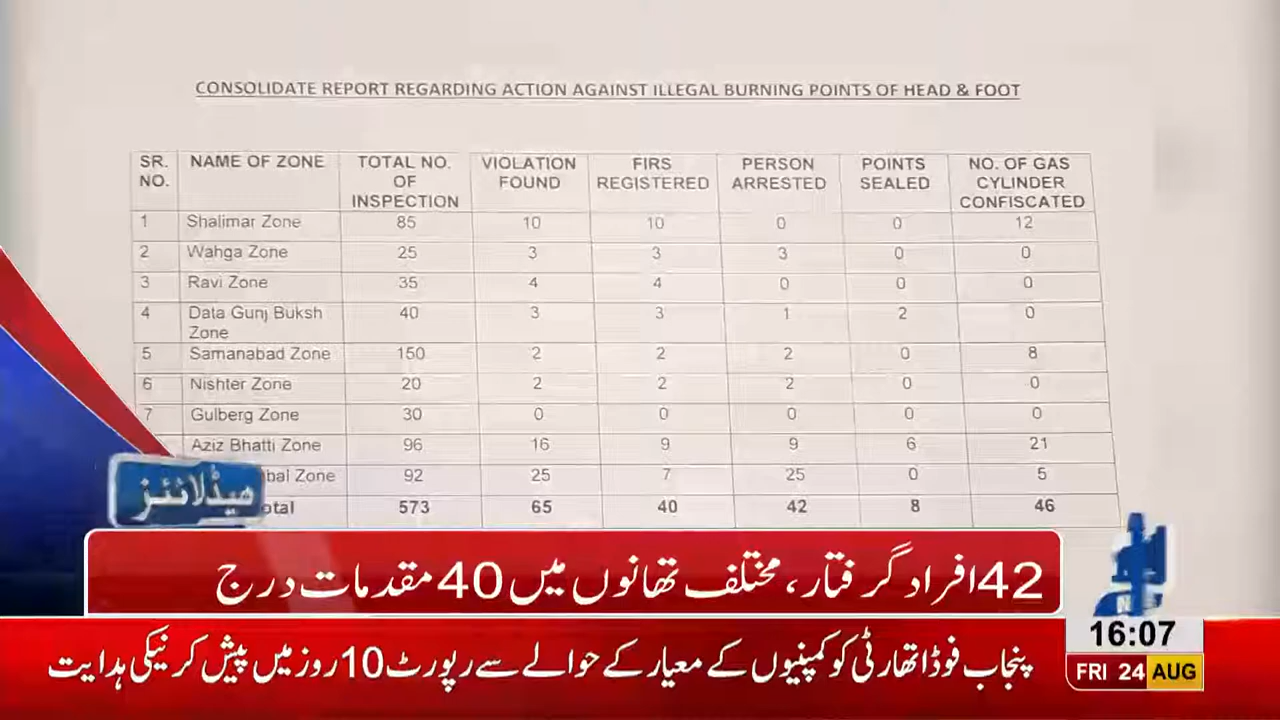 CONSOLIDATE REPORT REGARDING ACTION AGAINST ILLEGAL BURNING POINTS OF HEAD & FOOT
SR. NO. NAME OF ZONE TOTAL NO. OF INSPECTION VIOLATION FOUND FIRS REGISTERED PERSON ARRESTED POINTS SEALED NO. OF GAS CYLINDER CONFISCATED
1 Shalimar Zone 85 10 10 0 0 12
2 Wahga Zone 25 3 3 3 0 0
3 Ravi Zone 35 4 4 0 0 0
4 Data Gunj Buksh Zone 40 3 3 1 2 0
5 Samanabad Zone 150 2 2 2 0 8
6 Nishter Zone 20 2 2 2 0 0
7 Gulberg Zone 30 0 0 0 0 0
Aziz Bhatti Zone 96 16 9 9 6 21
Zone 92 25 7 25 0 5
573 65 40 42 8 46
ہیڈلائنز
42 افراد گرفتار، مختلف تھانوں میں 40 مقدمات درج
16:07
پنجاب فوڈ اتھارٹی کو کمپنیوں کے معیار کے حوالے سے رپورٹ 10 روز میں پیش کرنیکی ہدایت
FRI 24 AUG